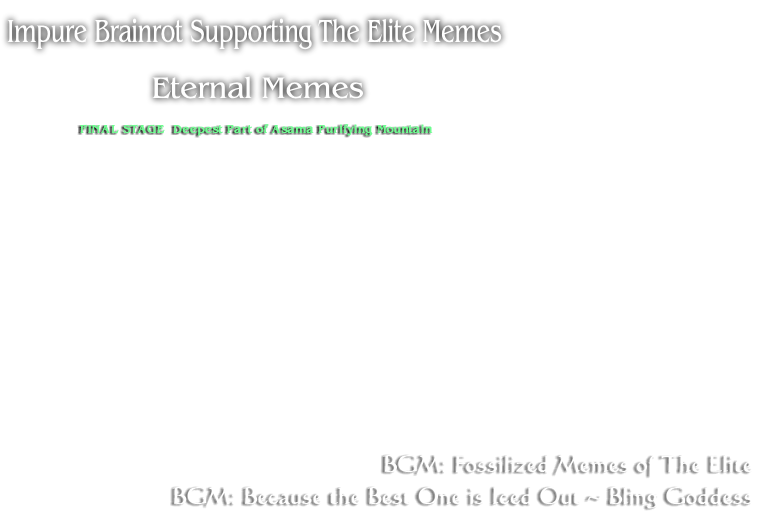 Impure Brainrot Supporting The Elite Memes
Eternal Memes
FINAL STAGE Deepest Part of Asama Purifying Mountain
BGM: Fossilized Memes of The Elite
BGM: Because the Best One is Iced Out ~ Bling Goddess